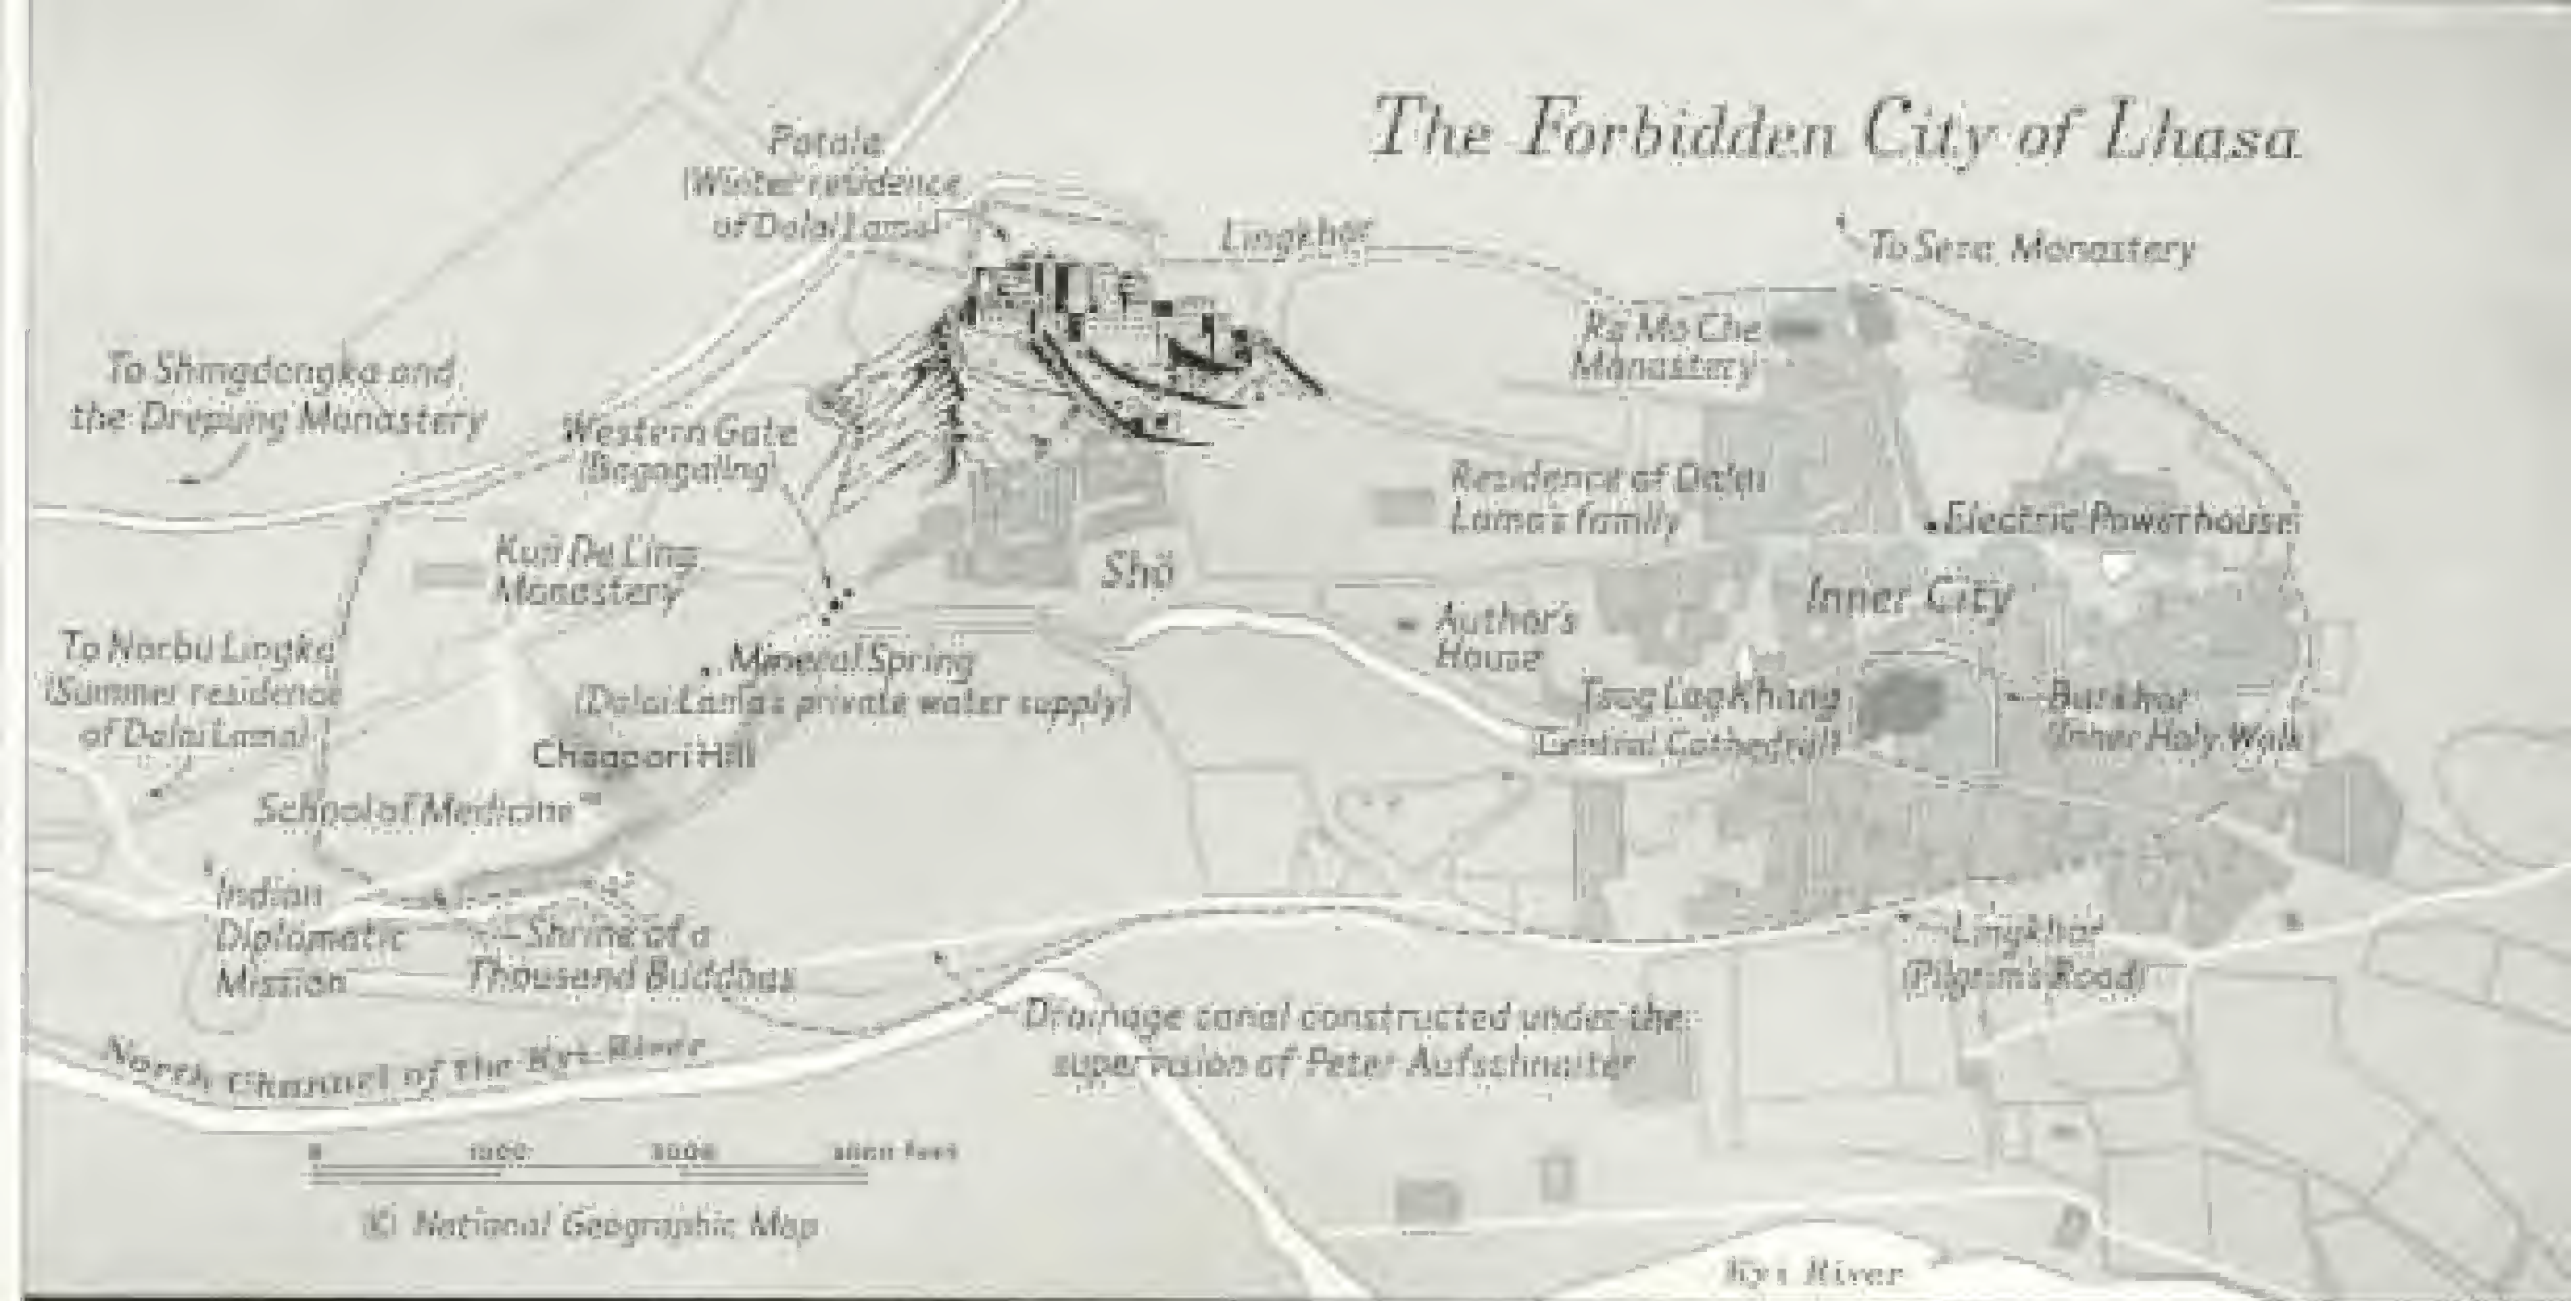 The Forbidden City of Lhasa
Potala
(Winter residence
of Dalai Lama)
Lingkhor
To Sera Monastery
Ra Mo Che
Monastery
To Shingdongka and
the Drepung Monastery
Western Gate
Residence of Dalai
Lama's family
Electric Powerhouse
Kun De Ling
Monastery
Shö
Inner City
Author's
House
To Norbu Lingka
(Summer residence
of Dalai Lama)
Mineral Spring
(Dalai Lama's private water supply)
Tsug Lag Khang
(Central Cathedral)
Barkhor
(Inner Holy Walk)
Chagpori Hill
School of Medicine
Indian
Diplomatic
Mission
Shrine of a
Thousand Buddhas
Lingkhor
(Pilgrim's Road)
Drainage canal constructed under the
supervision of Peter Aufschnaiter
North Channel of the Kyi River
0 1000 2000 3000 feet
© National Geographic Map
Kyi River